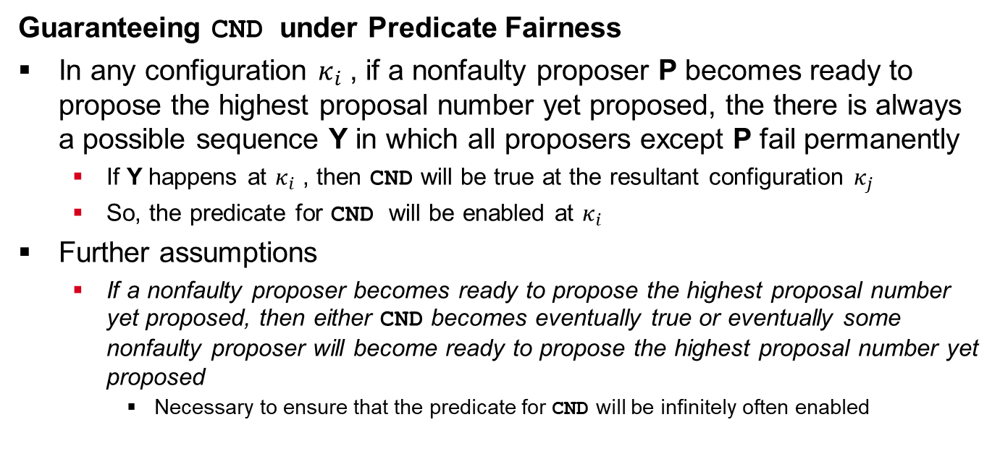 Guaranteeing CND under Predicate Fairness
▪ In any configuration κᵢ , if a nonfaulty proposer P becomes ready to
propose the highest proposal number yet proposed, the there is always
a possible sequence Y in which all proposers except P fail permanently
▪ If Y happens at κᵢ , then CND will be true at the resultant configuration κⱼ
▪ So, the predicate for CND will be enabled at κᵢ
▪ Further assumptions
▪ If a nonfaulty proposer becomes ready to propose the highest proposal number
yet proposed, then either CND becomes eventually true or eventually some
nonfaulty proposer will become ready to propose the highest proposal number yet
proposed
▪ Necessary to ensure that the predicate for CND will be infinitely often enabled